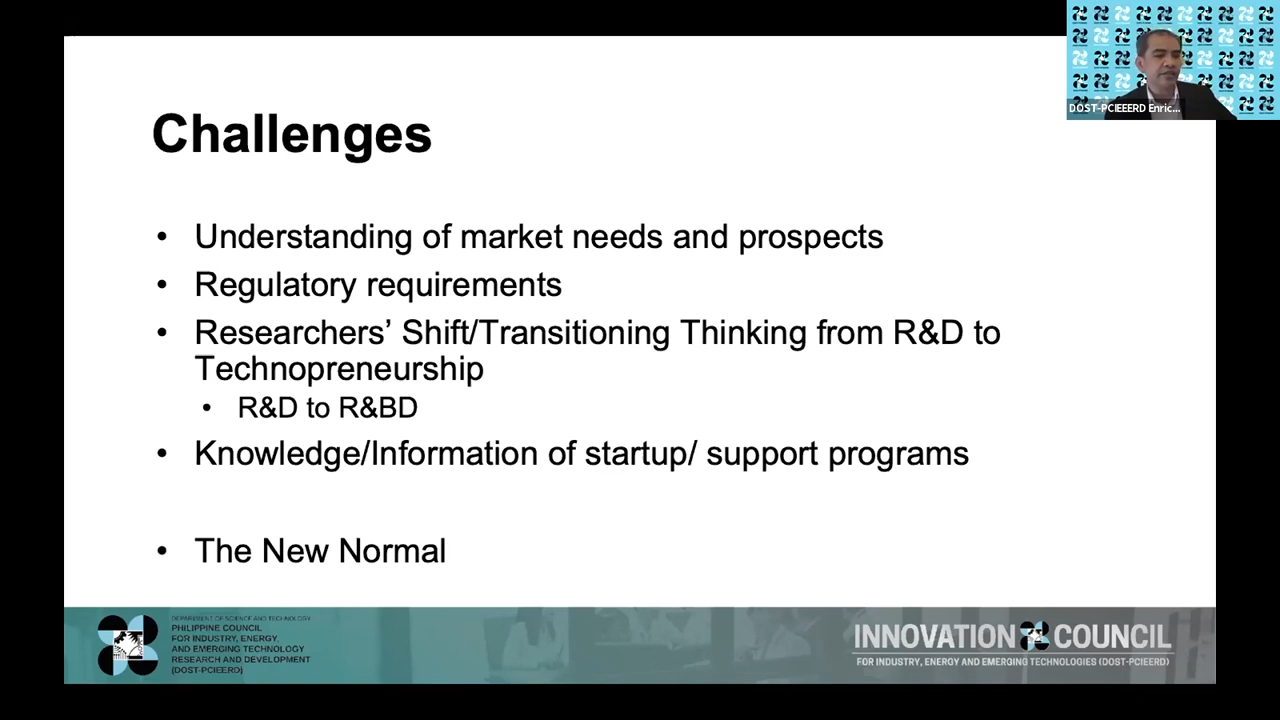 DOST-PCIEEERD Enric...
Challenges
• Understanding of market needs and prospects
• Regulatory requirements
• Researchers’ Shift/Transitioning Thinking from R&D to
Technopreneurship
• R&D to R&BD
• Knowledge/Information of startup/ support programs
• The New Normal
DEPARTMENT OF SCIENCE AND TECHNOLOGY
PHILIPPINE COUNCIL
FOR INDUSTRY, ENERGY,
AND EMERGING TECHNOLOGY
RESEARCH AND DEVELOPMENT
(DOST-PCIEERD)
INNOVATION COUNCIL
FOR INDUSTRY, ENERGY AND EMERGING TECHNOLOGIES (DOST-PCIEERD)